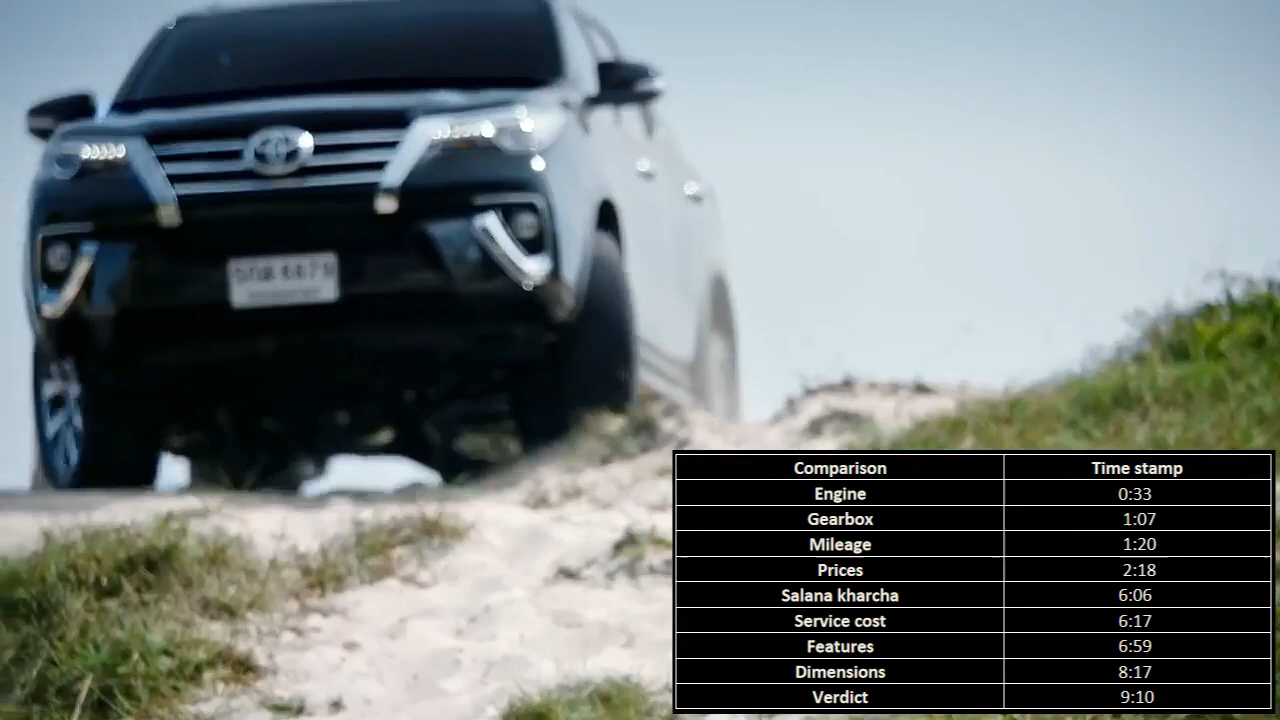 Comparison Time stamp
Engine 0:33
Gearbox 1:07
Mileage 1:20
Prices 2:18
Salana kharcha 6:06
Service cost 6:17
Features 6:59
Dimensions 8:17
Verdict 9:10